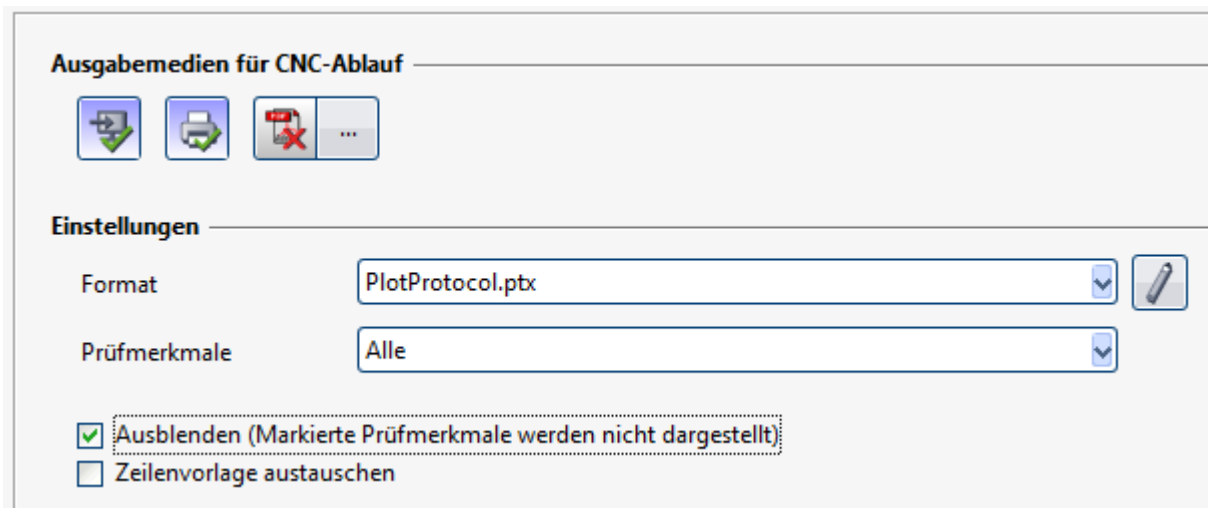 Ausgabemedien für CNC-Ablauf
...
Einstellungen
Format PlotProtocol.ptx
Prüfmerkmale Alle
Ausblenden (Markierte Prüfmerkmale werden nicht dargestellt)
Zeilenvorlage austauschen